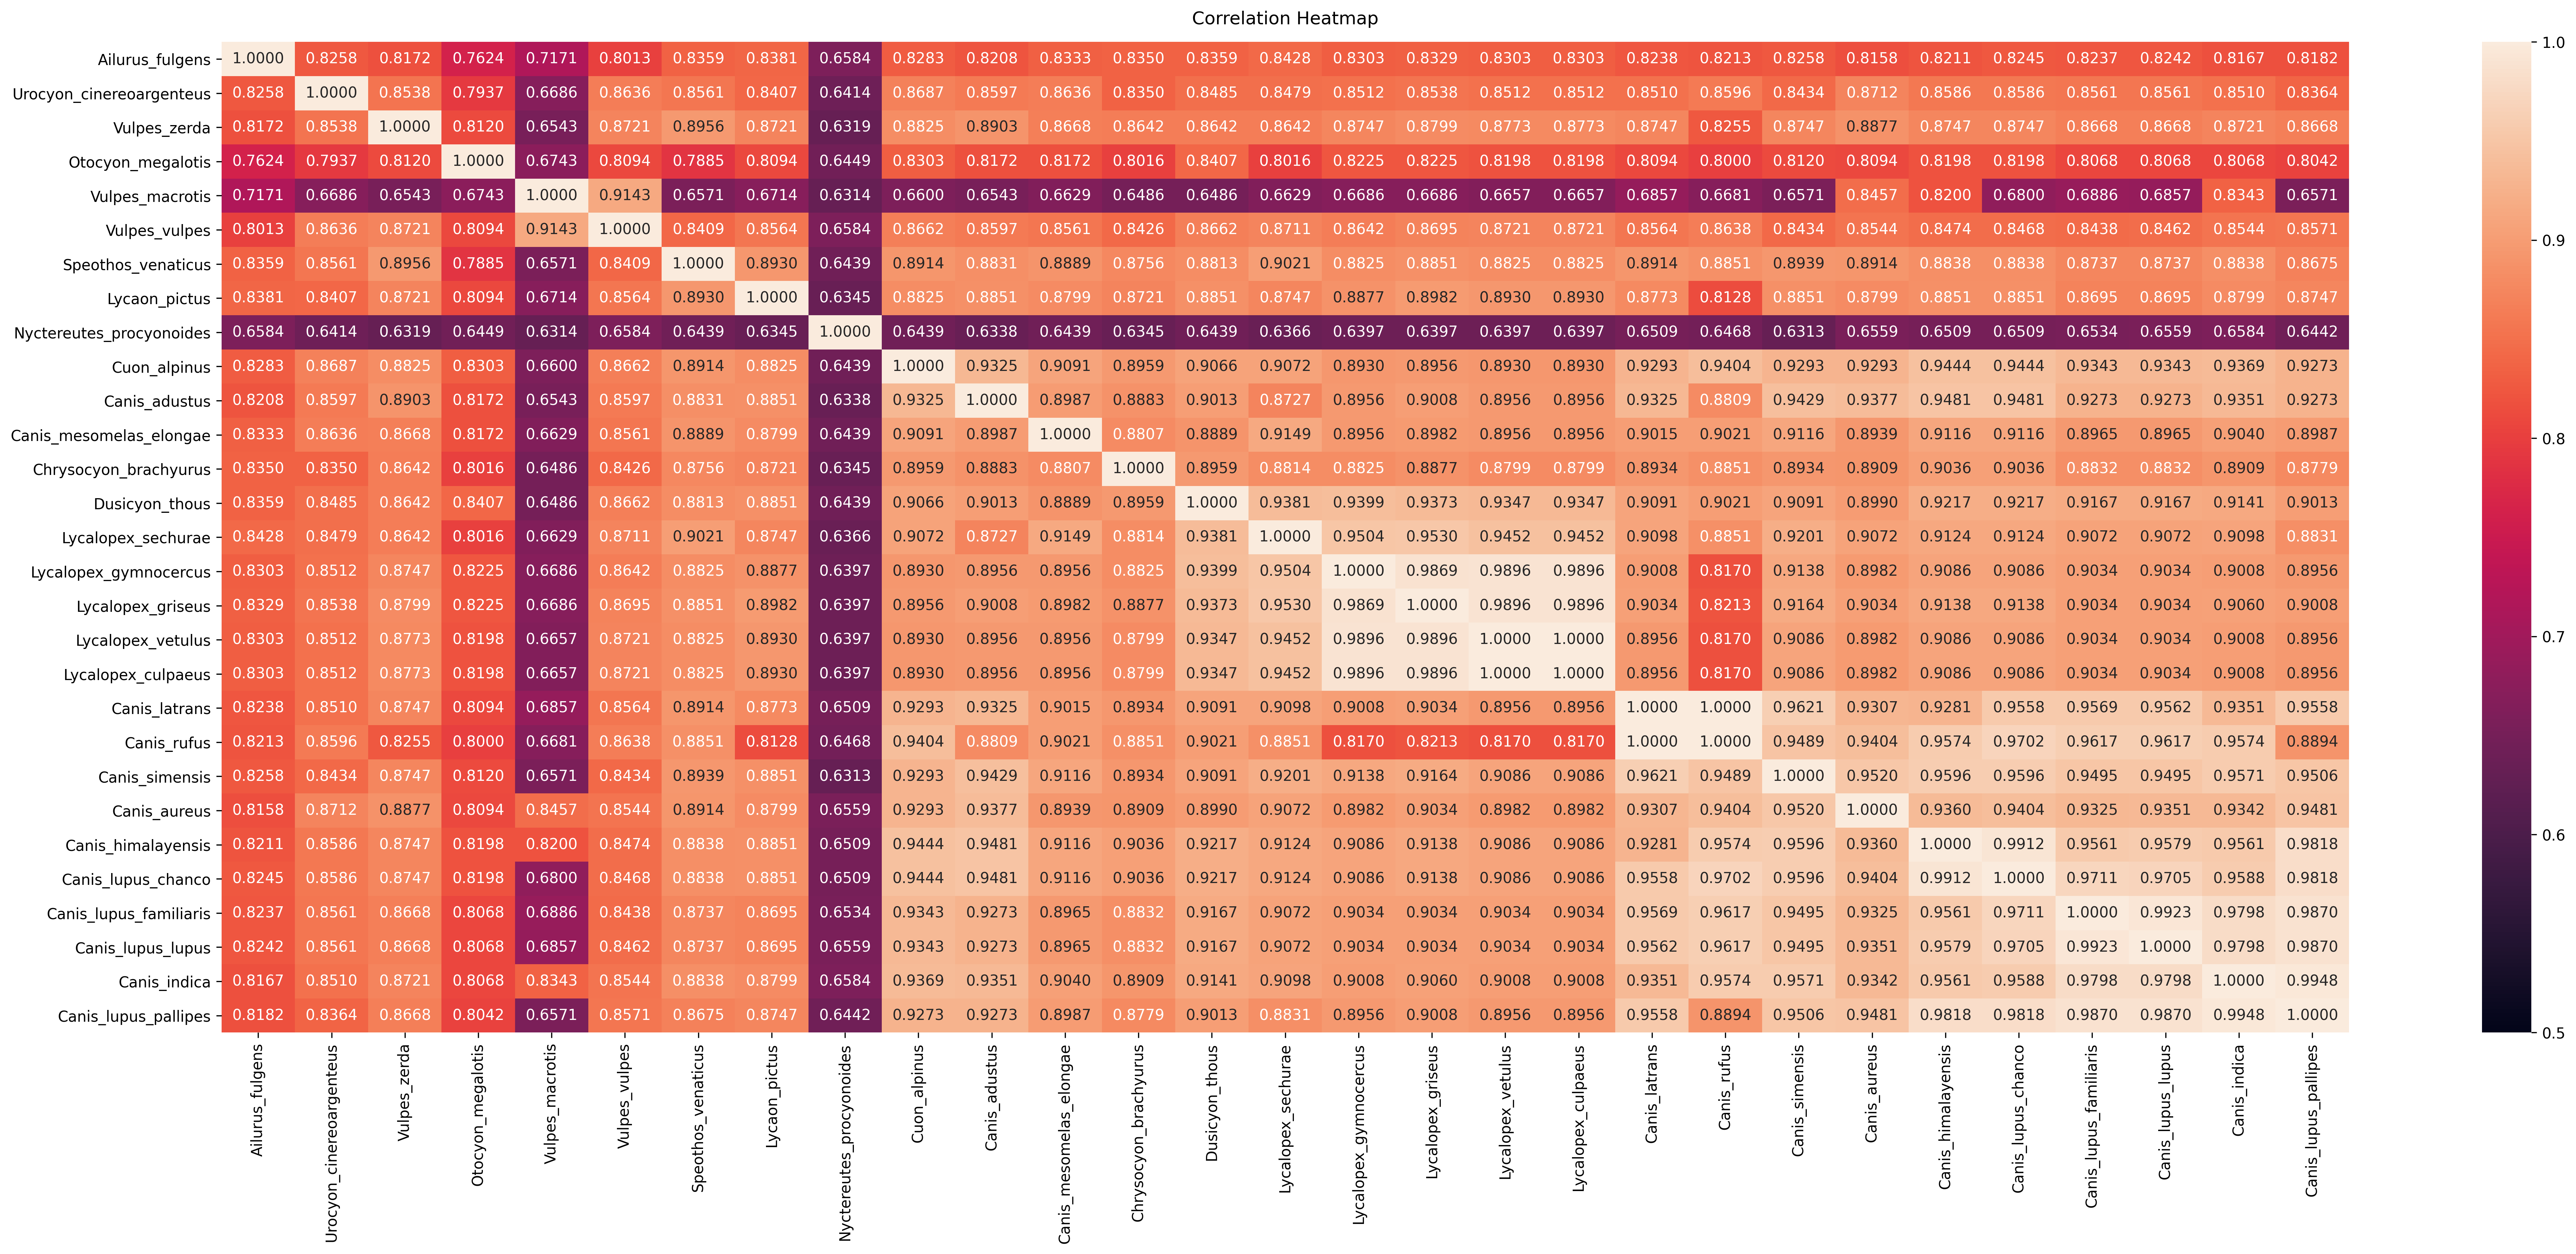 Correlation Heatmap
Ailurus_fulgens 1.0000 0.8258 0.8172 0.7624 0.7171 0.8013 0.8359 0.8381 0.6584 0.8283 0.8208 0.8333 0.8350 0.8359 0.8428 0.8303 0.8329 0.8303 0.8303 0.8238 0.8213 0.8258 0.8158 0.8211 0.8245 0.8237 0.8242 0.8167 0.8182
Urocyon_cinereoargenteus 0.8258 1.0000 0.8538 0.7937 0.6686 0.8636 0.8561 0.8407 0.6414 0.8687 0.8597 0.8636 0.8350 0.8485 0.8479 0.8512 0.8538 0.8512 0.8512 0.8510 0.8596 0.8434 0.8712 0.8586 0.8586 0.8561 0.8561 0.8510 0.8364
Vulpes_zerda 0.8172 0.8538 1.0000 0.8120 0.6543 0.8721 0.8956 0.8721 0.6319 0.8825 0.8903 0.8668 0.8642 0.8642 0.8642 0.8747 0.8799 0.8773 0.8773 0.8747 0.8255 0.8747 0.8877 0.8747 0.8747 0.8668 0.8668 0.8721 0.8668
Otocyon_megalotis 0.7624 0.7937 0.8120 1.0000 0.6743 0.8094 0.7885 0.8094 0.6449 0.8303 0.8172 0.8172 0.8016 0.8407 0.8016 0.8225 0.8225 0.8198 0.8198 0.8094 0.8000 0.8120 0.8094 0.8198 0.8198 0.8068 0.8068 0.8068 0.8042
Vulpes_macrotis 0.7171 0.6686 0.6543 0.6743 1.0000 0.9143 0.6571 0.6714 0.6314 0.6600 0.6543 0.6629 0.6486 0.6486 0.6629 0.6686 0.6686 0.6657 0.6657 0.6857 0.6681 0.6571 0.8457 0.8200 0.6800 0.6886 0.6857 0.8343 0.6571
Vulpes_vulpes 0.8013 0.8636 0.8721 0.8094 0.9143 1.0000 0.8409 0.8564 0.6584 0.8662 0.8597 0.8561 0.8426 0.8662 0.8711 0.8642 0.8695 0.8721 0.8721 0.8564 0.8638 0.8434 0.8544 0.8474 0.8468 0.8438 0.8462 0.8544 0.8571
Speothos_venaticus 0.8359 0.8561 0.8956 0.7885 0.6571 0.8409 1.0000 0.8930 0.6439 0.8914 0.8831 0.8889 0.8756 0.8813 0.9021 0.8825 0.8851 0.8825 0.8825 0.8914 0.8851 0.8939 0.8914 0.8838 0.8838 0.8737 0.8737 0.8838 0.8675
Lycaon_pictus 0.8381 0.8407 0.8721 0.8094 0.6714 0.8564 0.8930 1.0000 0.6345 0.8825 0.8851 0.8799 0.8721 0.8851 0.8747 0.8877 0.8982 0.8930 0.8930 0.8773 0.8128 0.8851 0.8799 0.8851 0.8851 0.8695 0.8695 0.8799 0.8747
Nyctereutes_procyonoides 0.6584 0.6414 0.6319 0.6449 0.6314 0.6584 0.6439 0.6345 1.0000 0.6439 0.6338 0.6439 0.6345 0.6439 0.6366 0.6397 0.6397 0.6397 0.6397 0.6509 0.6468 0.6313 0.6559 0.6509 0.6509 0.6534 0.6559 0.6584 0.6442
Cuon_alpinus 0.8283 0.8687 0.8825 0.8303 0.6600 0.8662 0.8914 0.8825 0.6439 1.0000 0.9325 0.9091 0.8959 0.9066 0.9072 0.8930 0.8956 0.8930 0.8930 0.9293 0.9404 0.9293 0.9293 0.9444 0.9444 0.9343 0.9343 0.9369 0.9273
Canis_adustus 0.8208 0.8597 0.8903 0.8172 0.6543 0.8597 0.8831 0.8851 0.6338 0.9325 1.0000 0.8987 0.8883 0.9013 0.8727 0.8956 0.9008 0.8956 0.8956 0.9325 0.8809 0.9429 0.9377 0.9481 0.9481 0.9273 0.9273 0.9351 0.9273
Canis_mesomelas_elongae 0.8333 0.8636 0.8668 0.8172 0.6629 0.8561 0.8889 0.8799 0.6439 0.9091 0.8987 1.0000 0.8807 0.8889 0.9149 0.8956 0.8982 0.8956 0.8956 0.9015 0.9021 0.9116 0.8939 0.9116 0.9116 0.8965 0.8965 0.9040 0.8987
Chrysocyon_brachyurus 0.8350 0.8350 0.8642 0.8016 0.6486 0.8426 0.8756 0.8721 0.6345 0.8959 0.8883 0.8807 1.0000 0.8959 0.8814 0.8825 0.8877 0.8799 0.8799 0.8934 0.8851 0.8934 0.8909 0.9036 0.9036 0.8832 0.8832 0.8909 0.8779
Dusicyon_thous 0.8359 0.8485 0.8642 0.8407 0.6486 0.8662 0.8813 0.8851 0.6439 0.9066 0.9013 0.8889 0.8959 1.0000 0.9381 0.9399 0.9373 0.9347 0.9347 0.9091 0.9021 0.9091 0.8990 0.9217 0.9217 0.9167 0.9167 0.9141 0.9013
Lycalopex_sechurae 0.8428 0.8479 0.8642 0.8016 0.6629 0.8711 0.9021 0.8747 0.6366 0.9072 0.8727 0.9149 0.8814 0.9381 1.0000 0.9504 0.9530 0.9452 0.9452 0.9098 0.8851 0.9201 0.9072 0.9124 0.9124 0.9072 0.9072 0.9098 0.8831
Lycalopex_gymnocercus 0.8303 0.8512 0.8747 0.8225 0.6686 0.8642 0.8825 0.8877 0.6397 0.8930 0.8956 0.8956 0.8825 0.9399 0.9504 1.0000 0.9869 0.9896 0.9896 0.9008 0.8170 0.9138 0.8982 0.9086 0.9086 0.9034 0.9034 0.9008 0.8956
Lycalopex_griseus 0.8329 0.8538 0.8799 0.8225 0.6686 0.8695 0.8851 0.8982 0.6397 0.8956 0.9008 0.8982 0.8877 0.9373 0.9530 0.9869 1.0000 0.9896 0.9896 0.9034 0.8213 0.9164 0.9034 0.9138 0.9138 0.9034 0.9034 0.9060 0.9008
Lycalopex_vetulus 0.8303 0.8512 0.8773 0.8198 0.6657 0.8721 0.8825 0.8930 0.6397 0.8930 0.8956 0.8956 0.8799 0.9347 0.9452 0.9896 0.9896 1.0000 1.0000 0.8956 0.8170 0.9086 0.8982 0.9086 0.9086 0.9034 0.9034 0.9008 0.8956
Lycalopex_culpaeus 0.8303 0.8512 0.8773 0.8198 0.6657 0.8721 0.8825 0.8930 0.6397 0.8930 0.8956 0.8956 0.8799 0.9347 0.9452 0.9896 0.9896 1.0000 1.0000 0.8956 0.8170 0.9086 0.8982 0.9086 0.9086 0.9034 0.9034 0.9008 0.8956
Canis_latrans 0.8238 0.8510 0.8747 0.8094 0.6857 0.8564 0.8914 0.8773 0.6509 0.9293 0.9325 0.9015 0.8934 0.9091 0.9098 0.9008 0.9034 0.8956 0.8956 1.0000 1.0000 0.9621 0.9307 0.9281 0.9558 0.9569 0.9562 0.9351 0.9558
Canis_rufus 0.8213 0.8596 0.8255 0.8000 0.6681 0.8638 0.8851 0.8128 0.6468 0.9404 0.8809 0.9021 0.8851 0.9021 0.8851 0.8170 0.8213 0.8170 0.8170 1.0000 1.0000 0.9489 0.9404 0.9574 0.9702 0.9617 0.9617 0.9574 0.8894
Canis_simensis 0.8258 0.8434 0.8747 0.8120 0.6571 0.8434 0.8939 0.8851 0.6313 0.9293 0.9429 0.9116 0.8934 0.9091 0.9201 0.9138 0.9164 0.9086 0.9086 0.9621 0.9489 1.0000 0.9520 0.9596 0.9596 0.9495 0.9495 0.9571 0.9506
Canis_aureus 0.8158 0.8712 0.8877 0.8094 0.8457 0.8544 0.8914 0.8799 0.6559 0.9293 0.9377 0.8939 0.8909 0.8990 0.9072 0.8982 0.9034 0.8982 0.8982 0.9307 0.9404 0.9520 1.0000 0.9360 0.9404 0.9325 0.9351 0.9342 0.9481
Canis_himalayensis 0.8211 0.8586 0.8747 0.8198 0.8200 0.8474 0.8838 0.8851 0.6509 0.9444 0.9481 0.9116 0.9036 0.9217 0.9124 0.9086 0.9138 0.9086 0.9086 0.9281 0.9574 0.9596 0.9360 1.0000 0.9912 0.9561 0.9579 0.9561 0.9818
Canis_lupus_chanco 0.8245 0.8586 0.8747 0.8198 0.6800 0.8468 0.8838 0.8851 0.6509 0.9444 0.9481 0.9116 0.9036 0.9217 0.9124 0.9086 0.9138 0.9086 0.9086 0.9558 0.9702 0.9596 0.9404 0.9912 1.0000 0.9711 0.9705 0.9588 0.9818
Canis_lupus_familiaris 0.8237 0.8561 0.8668 0.8068 0.6886 0.8438 0.8737 0.8695 0.6534 0.9343 0.9273 0.8965 0.8832 0.9167 0.9072 0.9034 0.9034 0.9034 0.9034 0.9569 0.9617 0.9495 0.9325 0.9561 0.9711 1.0000 0.9923 0.9798 0.9870
Canis_lupus_lupus 0.8242 0.8561 0.8668 0.8068 0.6857 0.8462 0.8737 0.8695 0.6559 0.9343 0.9273 0.8965 0.8832 0.9167 0.9072 0.9034 0.9034 0.9034 0.9034 0.9562 0.9617 0.9495 0.9351 0.9579 0.9705 0.9923 1.0000 0.9798 0.9870
Canis_indica 0.8167 0.8510 0.8721 0.8068 0.8343 0.8544 0.8838 0.8799 0.6584 0.9369 0.9351 0.9040 0.8909 0.9141 0.9098 0.9008 0.9060 0.9008 0.9008 0.9351 0.9574 0.9571 0.9342 0.9561 0.9588 0.9798 0.9798 1.0000 0.9948
Canis_lupus_pallipes 0.8182 0.8364 0.8668 0.8042 0.6571 0.8571 0.8675 0.8747 0.6442 0.9273 0.9273 0.8987 0.8779 0.9013 0.8831 0.8956 0.9008 0.8956 0.8956 0.9558 0.8894 0.9506 0.9481 0.9818 0.9818 0.9870 0.9870 0.9948 1.0000
Ailurus_fulgens
Urocyon_cinereoargenteus
Vulpes_zerda
Otocyon_megalotis
Vulpes_macrotis
Vulpes_vulpes
Speothos_venaticus
Lycaon_pictus
Nyctereutes_procyonoides
Cuon_alpinus
Canis_adustus
Canis_mesomelas_elongae
Chrysocyon_brachyurus
Dusicyon_thous
Lycalopex_sechurae
Lycalopex_gymnocercus
Lycalopex_griseus
Lycalopex_vetulus
Lycalopex_culpaeus
Canis_latrans
Canis_rufus
Canis_simensis
Canis_aureus
Canis_himalayensis
Canis_lupus_chanco
Canis_lupus_familiaris
Canis_lupus_lupus
Canis_indica
Canis_lupus_pallipes
1.0
0.9
0.8
0.7
0.6
0.5